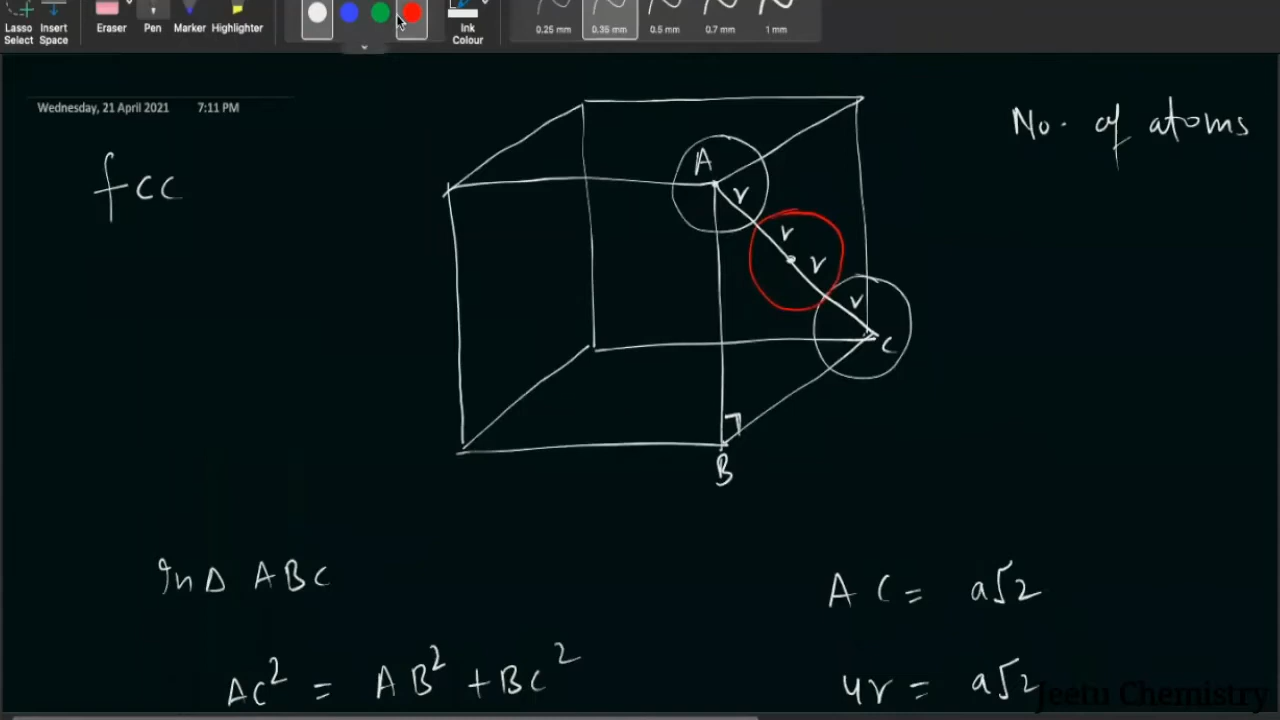 Lasso Select
Insert Space
Eraser
Pen
Marker
Highlighter
Ink Colour
0.25 mm
0.35 mm
0.5 mm
0.7 mm
1 mm
Wednesday, 21 April 2021 7:11 PM
No. of atoms
fcc
A
r
r
r
r
C
B
In Δ ABC
AC = a√2
AC² = AB² + BC²
4r = a√2
Jeetu Chemistry